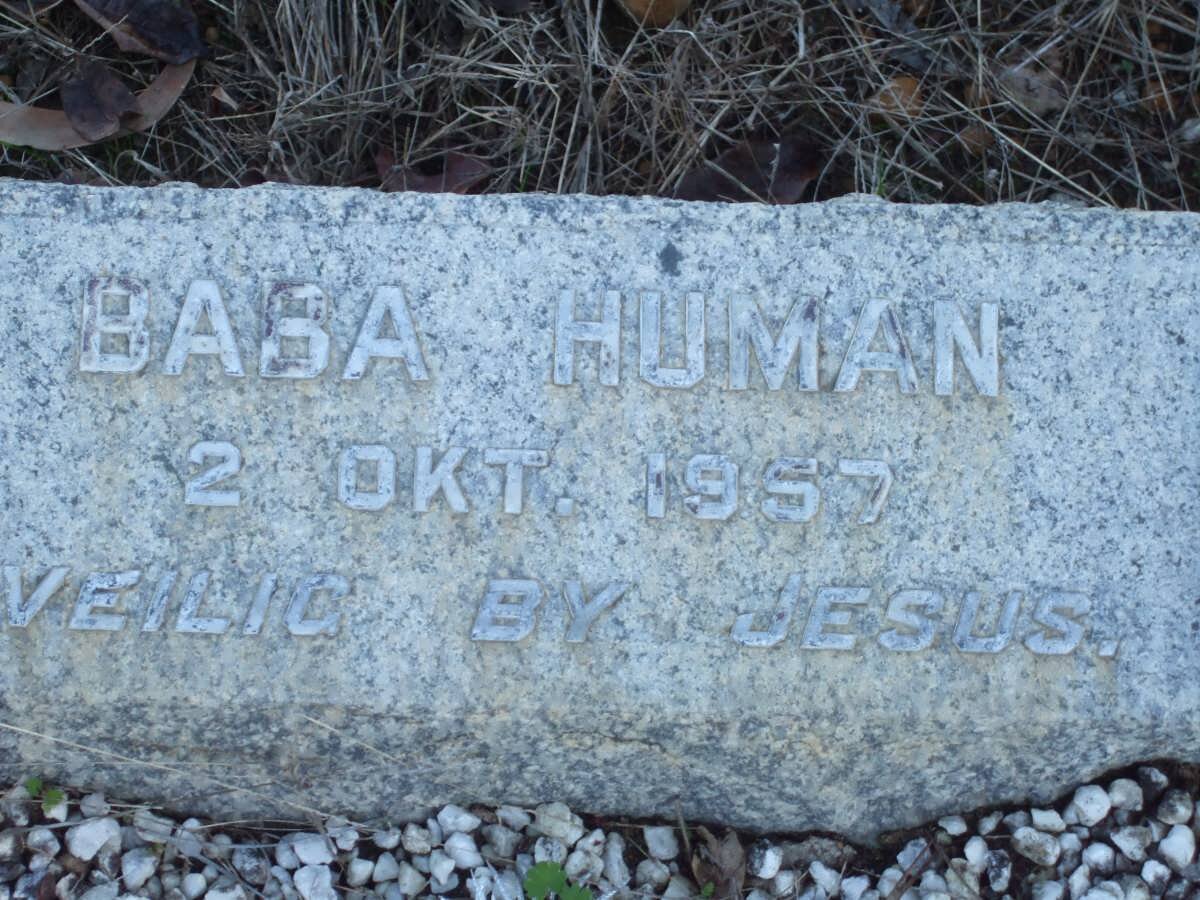 BABA HUMAN
2 OKT. 1957
VEILIG BY JESUS.